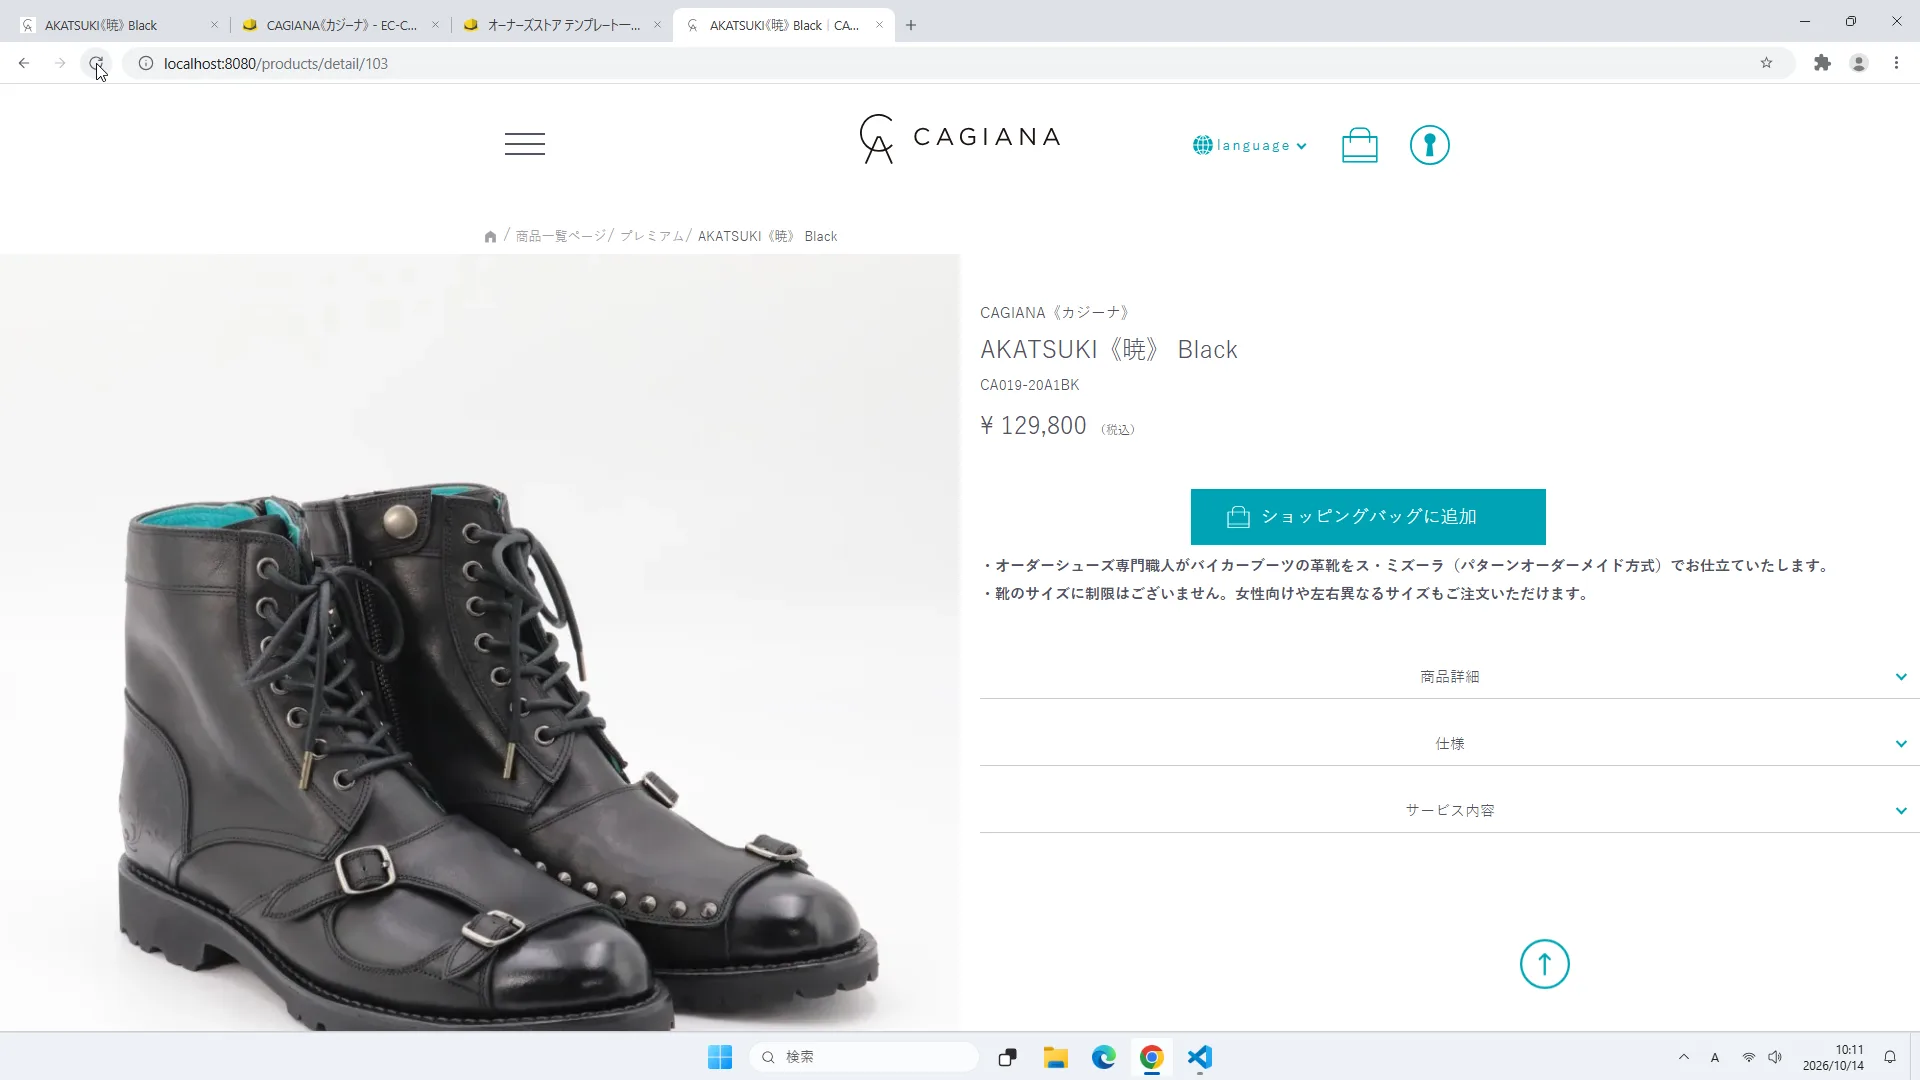 AKATSUKI《暁》 Black
CAGIANA《カジーナ》 - EC-C...
オーナーズストア テンプレート一...
AKATSUKI《暁》 Black | CA...
localhost:8080/products/detail/103
CAGIANA
language
/ 商品一覧ページ/ プレミアム/ AKATSUKI《暁》 Black
CAGIANA《カジーナ》
AKATSUKI《暁》 Black
CA019-20A1BK
¥ 129,800 （税込）
ショッピングバッグに追加
・オーダーシューズ専門職人がバイカーブーツの革靴をス・ミズーラ（パターンオーダーメイド方式）でお仕立ていたします。
・靴のサイズに制限はございません。女性向けや左右異なるサイズもご注文いただけます。
商品詳細
仕様
サービス内容
検索
A
10:11
2026/10/14